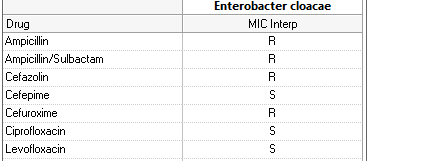 Enterobacter cloacae
Drug MIC Interp
Ampicillin R
Ampicillin/Sulbactam R
Cefazolin R
Cefepime S
Cefuroxime R
Ciprofloxacin S
Levofloxacin S